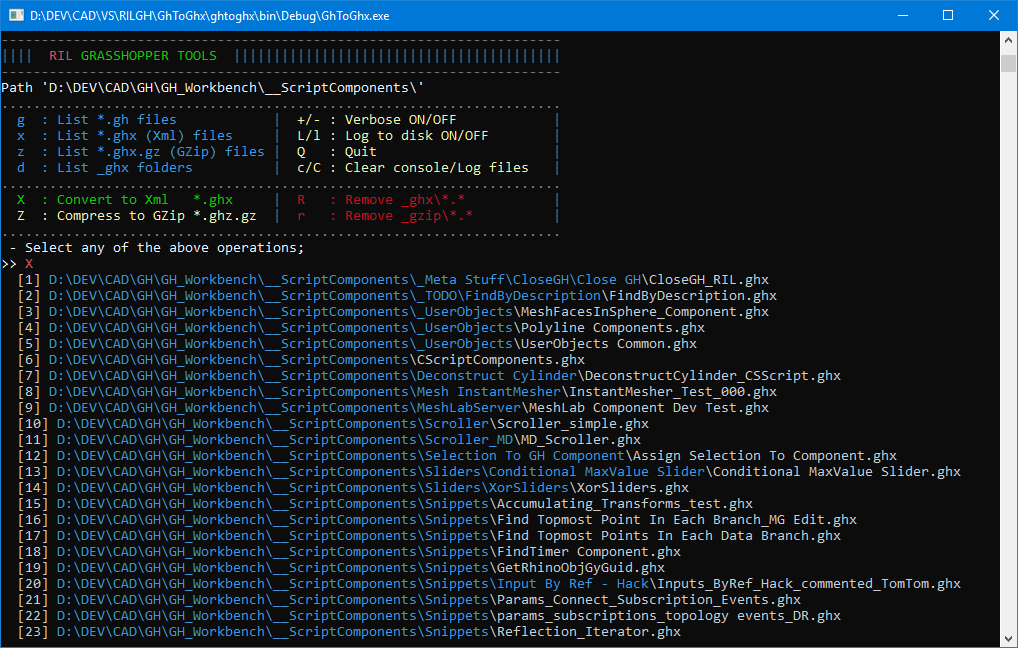 D:\DEV\CAD\VS\RILGH\GhToGhx\ghtoghx\bin\Debug\GhToGhx.exe
---------------------------------------------------------------------
|||| RIL GRASSHOPPER TOOLS |||||||||||||||||||||||||||||||||||||||||
---------------------------------------------------------------------
Path 'D:\DEV\CAD\GH\GH_Workbench\__ScriptComponents\'
......................................................................
g : List *.gh files | +/- : Verbose ON/OFF |
x : List *.ghx (Xml) files | L/l : Log to disk ON/OFF |
z : List *.ghx.gz (GZip) files | Q : Quit |
d : List _ghx folders | c/C : Clear console/Log files |
......................................................................
X : Convert to Xml *.ghx | R : Remove _ghx\*.* |
Z : Compress to GZip *.ghz.gz | r : Remove _gzip\*.* |
......................................................................
- Select any of the above operations;
>> X
[1] D:\DEV\CAD\GH\GH_Workbench\__ScriptComponents\_Meta Stuff\CloseGH\Close GH\CloseGH_RIL.ghx
[2] D:\DEV\CAD\GH\GH_Workbench\__ScriptComponents\_TODO\FindByDescription\FindByDescription.ghx
[3] D:\DEV\CAD\GH\GH_Workbench\__ScriptComponents\_UserObjects\MeshFacesInSphere_Component.ghx
[4] D:\DEV\CAD\GH\GH_Workbench\__ScriptComponents\_UserObjects\Polyline Components.ghx
[5] D:\DEV\CAD\GH\GH_Workbench\__ScriptComponents\_UserObjects\UserObjects Common.ghx
[6] D:\DEV\CAD\GH\GH_Workbench\__ScriptComponents\CScriptComponents.ghx
[7] D:\DEV\CAD\GH\GH_Workbench\__ScriptComponents\Deconstruct Cylinder\DeconstructCylinder_CSScript.ghx
[8] D:\DEV\CAD\GH\GH_Workbench\__ScriptComponents\Mesh InstantMesher\InstantMesher_Test_000.ghx
[9] D:\DEV\CAD\GH\GH_Workbench\__ScriptComponents\MeshLabServer\MeshLab Component Dev Test.ghx
[10] D:\DEV\CAD\GH\GH_Workbench\__ScriptComponents\Scroller\Scroller_simple.ghx
[11] D:\DEV\CAD\GH\GH_Workbench\__ScriptComponents\Scroller_MD\MD_Scroller.ghx
[12] D:\DEV\CAD\GH\GH_Workbench\__ScriptComponents\Selection To GH Component\Assign Selection To Component.ghx
[13] D:\DEV\CAD\GH\GH_Workbench\__ScriptComponents\Sliders\Conditional MaxValue Slider\Conditional MaxValue Slider.ghx
[14] D:\DEV\CAD\GH\GH_Workbench\__ScriptComponents\Sliders\XorSliders\XorSliders.ghx
[15] D:\DEV\CAD\GH\GH_Workbench\__ScriptComponents\Snippets\Accumulating_Transforms_test.ghx
[16] D:\DEV\CAD\GH\GH_Workbench\__ScriptComponents\Snippets\Find Topmost Point In Each Branch_MG Edit.ghx
[17] D:\DEV\CAD\GH\GH_Workbench\__ScriptComponents\Snippets\Find Topmost Points In Each Data Branch.ghx
[18] D:\DEV\CAD\GH\GH_Workbench\__ScriptComponents\Snippets\FindTimer Component.ghx
[19] D:\DEV\CAD\GH\GH_Workbench\__ScriptComponents\Snippets\GetRhinoObjGyGuid.ghx
[20] D:\DEV\CAD\GH\GH_Workbench\__ScriptComponents\Snippets\Input By Ref - Hack\Inputs_ByRef_Hack_commented_TomTom.ghx
[21] D:\DEV\CAD\GH\GH_Workbench\__ScriptComponents\Snippets\Params_Connect_Subscription_Events.ghx
[22] D:\DEV\CAD\GH\GH_Workbench\__ScriptComponents\Snippets\params_subscriptions_topology events_DR.ghx
[23] D:\DEV\CAD\GH\GH_Workbench\__ScriptComponents\Snippets\Reflection_Iterator.ghx